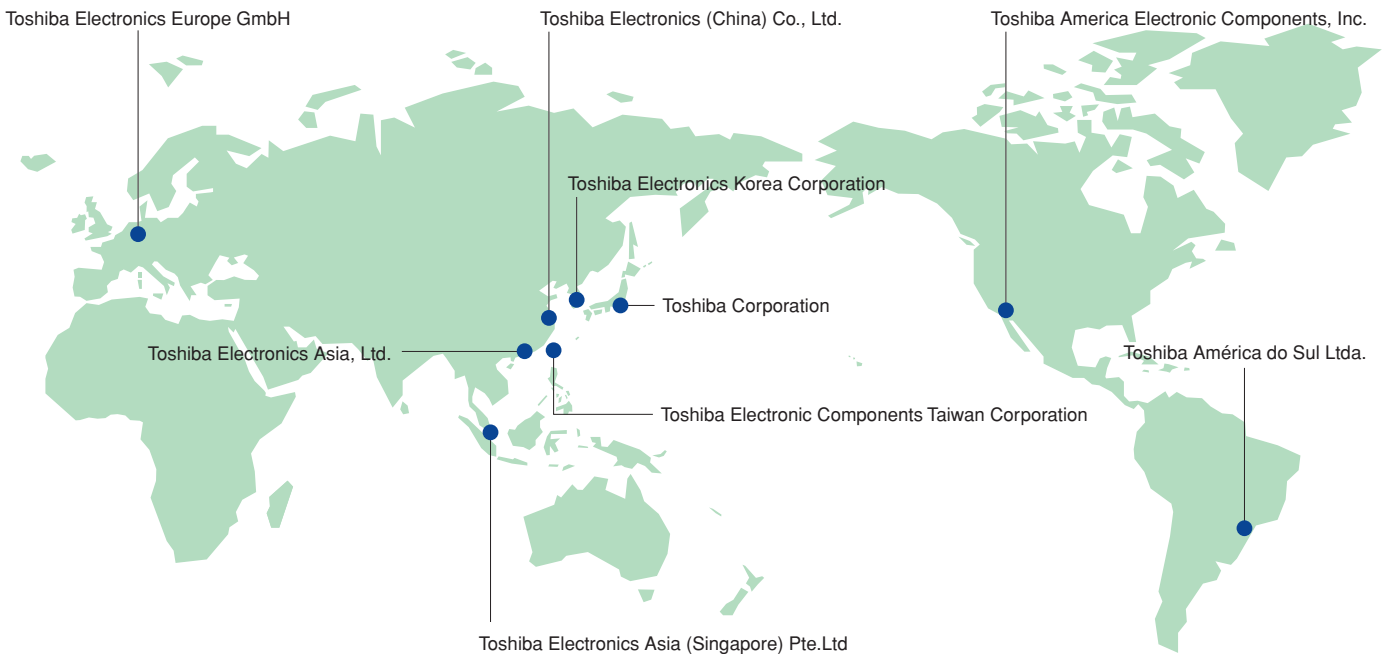 Toshiba Electronics Europe GmbH
Toshiba Electronics (China) Co., Ltd.
Toshiba America Electronic Components, Inc.
Toshiba Electronics Korea Corporation
Toshiba Corporation
Toshiba Electronics Asia, Ltd.
Toshiba América do Sul Ltda.
Toshiba Electronic Components Taiwan Corporation
Toshiba Electronics Asia (Singapore) Pte.Ltd